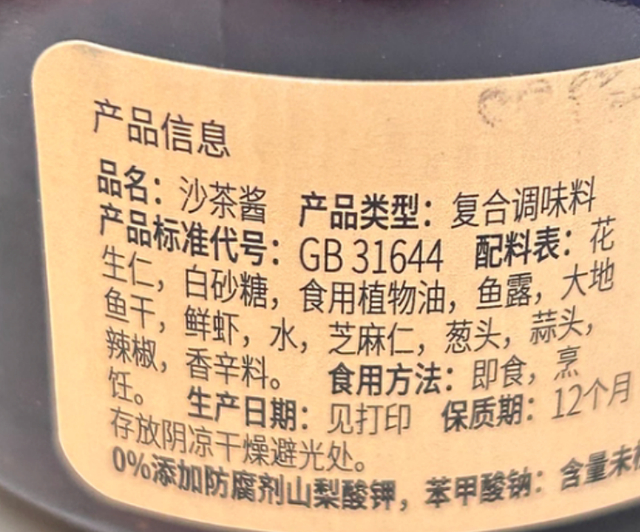 产品信息
品名：沙茶酱 产品类型：复合调味料
产品标准代号：GB 31644 配料表：花
生仁，白砂糖，食用植物油，鱼露，大地
鱼干，鲜虾，水，芝麻仁，葱头，蒜头，
辣椒，香辛料。 食用方法：即食，烹
饪。 生产日期：见打印 保质期：12个月
存放阴凉干燥避光处。
0%添加防腐剂山梨酸钾，苯甲酸钠：含量未